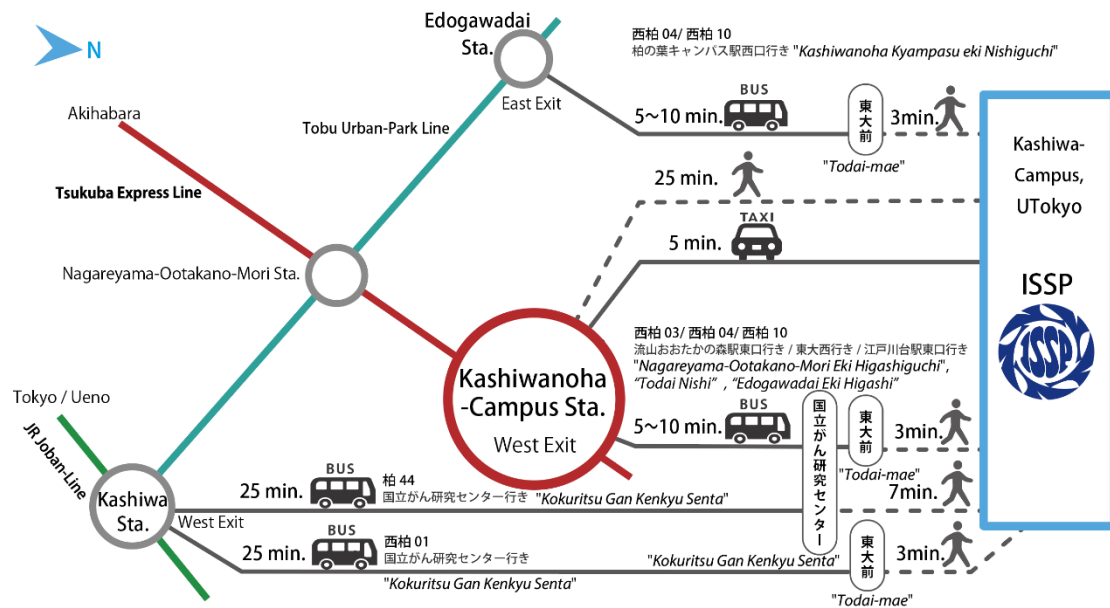 N
Edogawadai
Sta.
East Exit
西柏 04/ 西柏 10
柏の葉キャンパス駅西口行き "Kashiwanoha Kyampasu eki Nishiguchi"
Akihabara
Tobu Urban-Park Line
5～10 min.
BUS
東大前
3min.
"Todai-mae"
Kashiwa-
Campus,
UTokyo
Tsukuba Express Line
25 min.
TAXI
5 min.
Nagareyama-Ootakano-Mori Sta.
ISSP
ISSP
西柏 03/ 西柏 04/ 西柏 10
流山おおたかの森駅東口行き / 東大西行き / 江戸川台駅東口行き
"Nagareyama-Ootakano-Mori Eki Higashiguchi",
“Todai Nishi” , “Edogawadai Eki Higashi”
Kashiwanoha
-Campus Sta.
West Exit
Tokyo / Ueno
JR Joban-Line
5～10 min.
BUS
国立がん研究センター
東大前
3min.
"Todai-mae"
Kashiwa
Sta.
West Exit
25 min.
BUS
柏 44
国立がん研究センター行き
"Kokuritsu Gan Kenkyu Senta"
7min.
25 min.
BUS
西柏 01
国立がん研究センター行き
"Kokuritsu Gan Kenkyu Senta"
"Kokuritsu Gan Kenkyu Senta"
東大前
3min.
"Todai-mae"